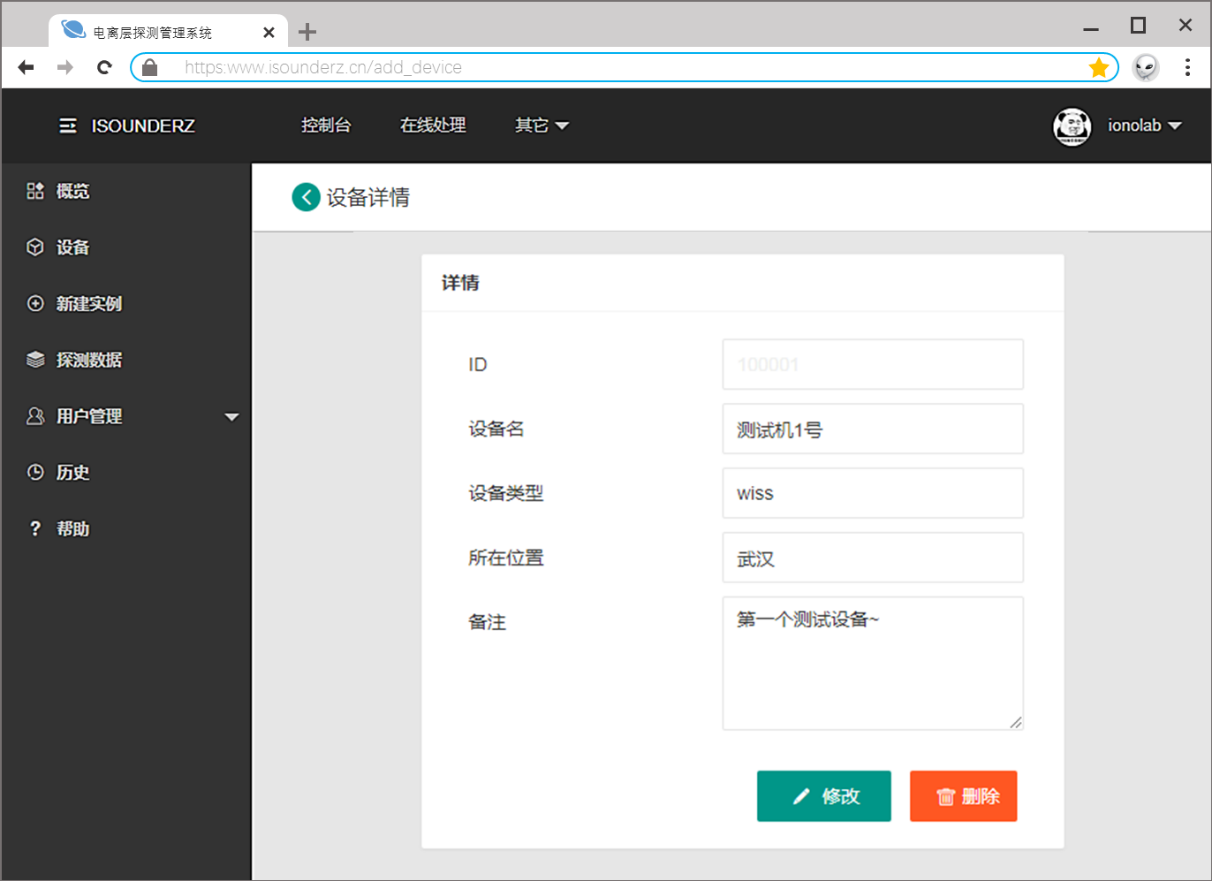 电离层探测管理系统
https:www.isounderz.cn/add_device
ISOUNDERZ 控制台 在线处理 其它 ionolab
概览
设备
新建实例
探测数据
用户管理
历史
? 帮助
设备详情
详情
ID 100001
设备名 测试机1号
设备类型 wiss
所在位置 武汉
备注 第一个测试设备~
修改 删除